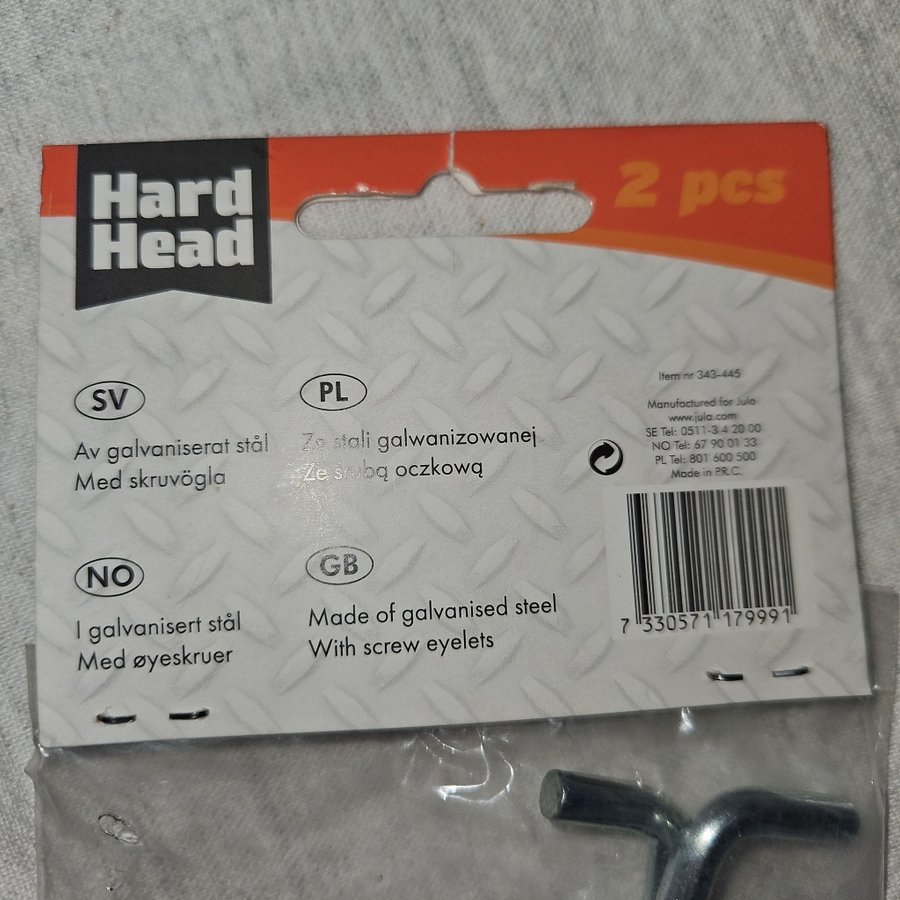 Hard
Head
2 pcs
SV
Av galvaniserat stål
Med skruvögla
PL
Ze stali galwanizowanej
Ze śrubą oczkową
NO
I galvanisert stål
Med øyeskruer
GB
Made of galvanised steel
With screw eyelets
Item nr 343-445
Manufactured for Jula
www.jula.com
SE Tel: 0511-3 4 20 00
NO Tel: 67 90 01 33
PL Tel: 801 600 500
Made in P.R.C.
7 330571 179991